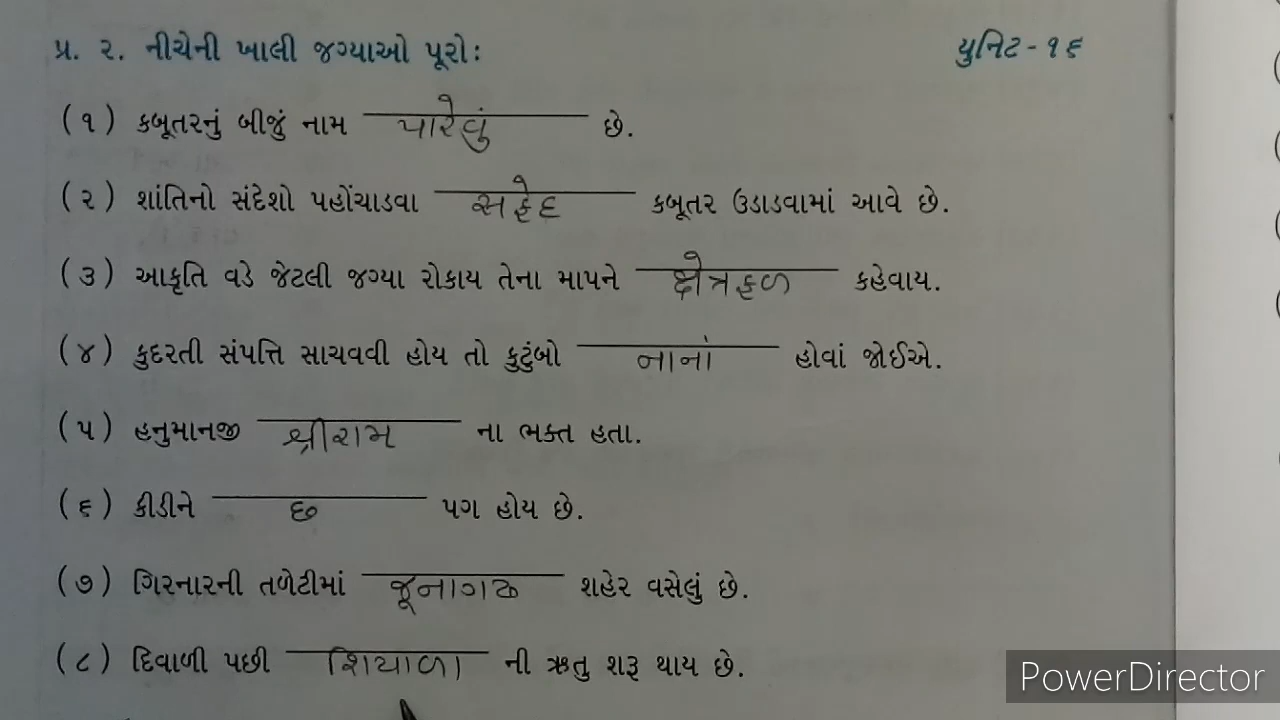 પ્ર. ૨. નીચેની ખાલી જગ્યાઓ પૂરો: યુનિટ - ૧૬
(૧) કબૂતરનું બીજું નામ પારેવું છે.
(૨) શાંતિનો સંદેશો પહોંચાડવા સફેદ કબૂતર ઉડાડવામાં આવે છે.
(૩) આકૃતિ વડે જેટલી જગ્યા રોકાય તેના માપને ક્ષેત્રફળ કહેવાય.
(૪) કુદરતી સંપત્તિ સાચવવી હોય તો કુટુંબો નાનાં હોવાં જોઈએ.
(૫) હનુમાનજી શ્રીરામ ના ભક્ત હતા.
(૬) કીડીને છ પગ હોય છે.
(૭) ગિરનારની તળેટીમાં જૂનાગઢ શહેર વસેલું છે.
(૮) દિવાળી પછી શિયાળા ની ઋતુ શરૂ થાય છે.
PowerDirector